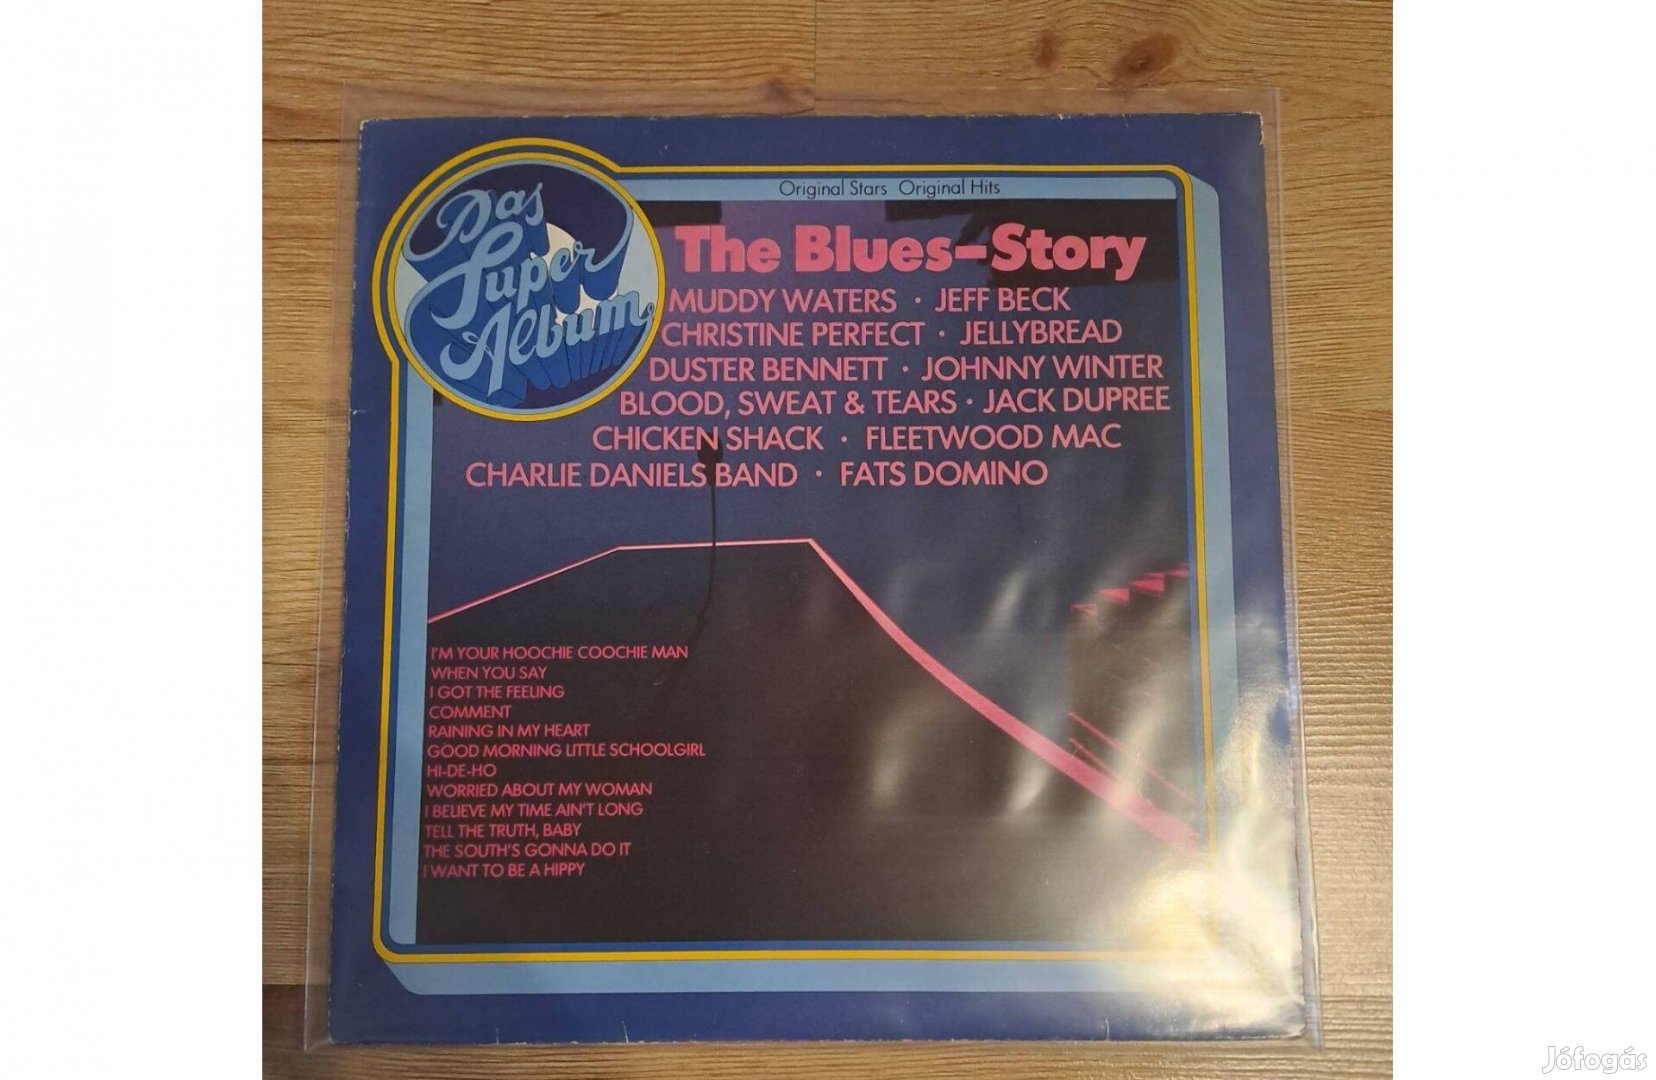 Das
Super
Album
Original Stars Original Hits
The Blues-Story
MUDDY WATERS · JEFF BECK
CHRISTINE PERFECT · JELLYBREAD
DUSTER BENNETT · JOHNNY WINTER
BLOOD, SWEAT & TEARS · JACK DUPREE
CHICKEN SHACK · FLEETWOOD MAC
CHARLIE DANIELS BAND · FATS DOMINO
I'M YOUR HOOCHIE COOCHIE MAN
WHEN YOU SAY
I GOT THE FEELING
COMMENT
RAINING IN MY HEART
GOOD MORNING LITTLE SCHOOLGIRL
HI-DE-HO
WORRIED ABOUT MY WOMAN
I BELIEVE MY TIME AIN'T LONG
TELL THE TRUTH, BABY
THE SOUTH'S GONNA DO IT
I WANT TO BE A HIPPY
Jófogás